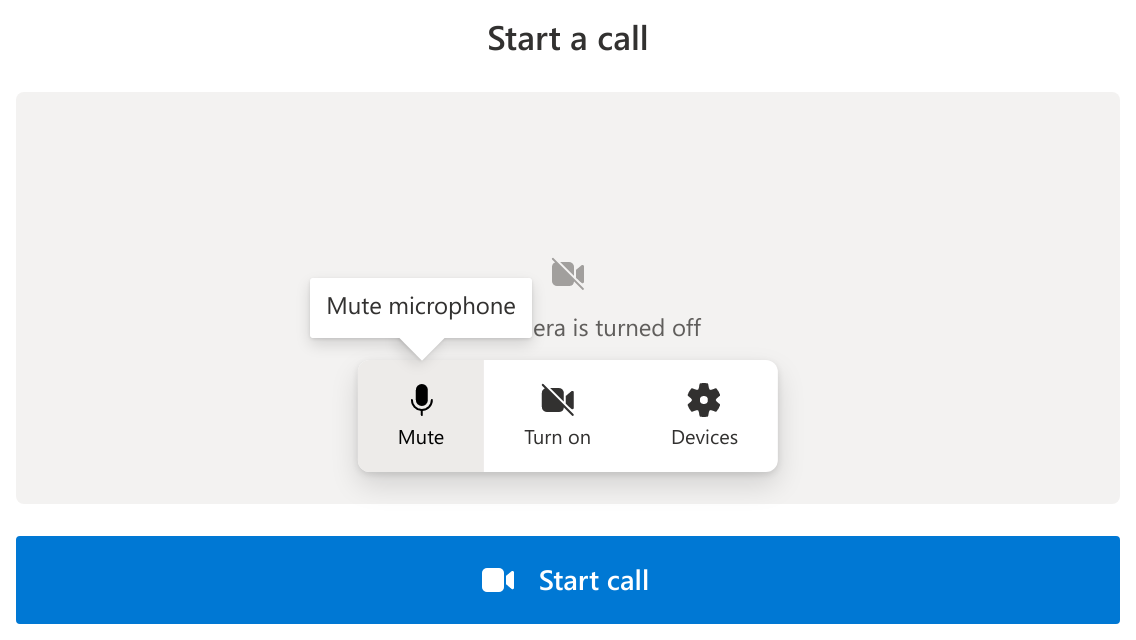 Start a call
Mute microphone
era is turned off
Mute
Turn on
Devices
Start call